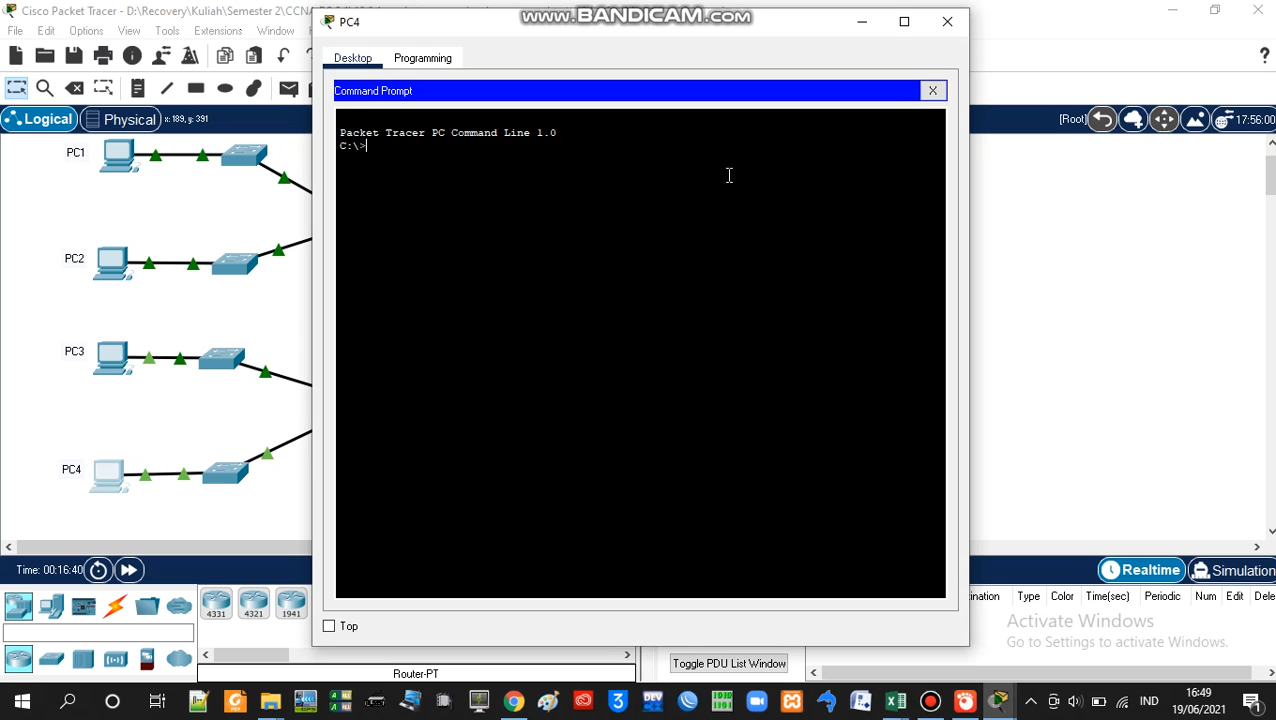 Cisco Packet Tracer - D:\Recovery\Kuliah\Semester 2\CCNA
www.BANDICAM.com
PC4
File Edit Options View Tools Extensions Window
Desktop Programming
Command Prompt
X
Logical Physical x: 189, y: 391
[Root] 17:56:00
Packet Tracer PC Command Line 1.0
C:\>
PC1
PC2
PC3
PC4
Time: 00:16:40
Realtime Simulation
4331 4321 1941
Type Color Time(sec) Periodic Num Edit Dele
Top
Activate Windows
Go to Settings to activate Windows.
Toggle PDU List Window
Router-PT
IND
16:49
19/06/2021